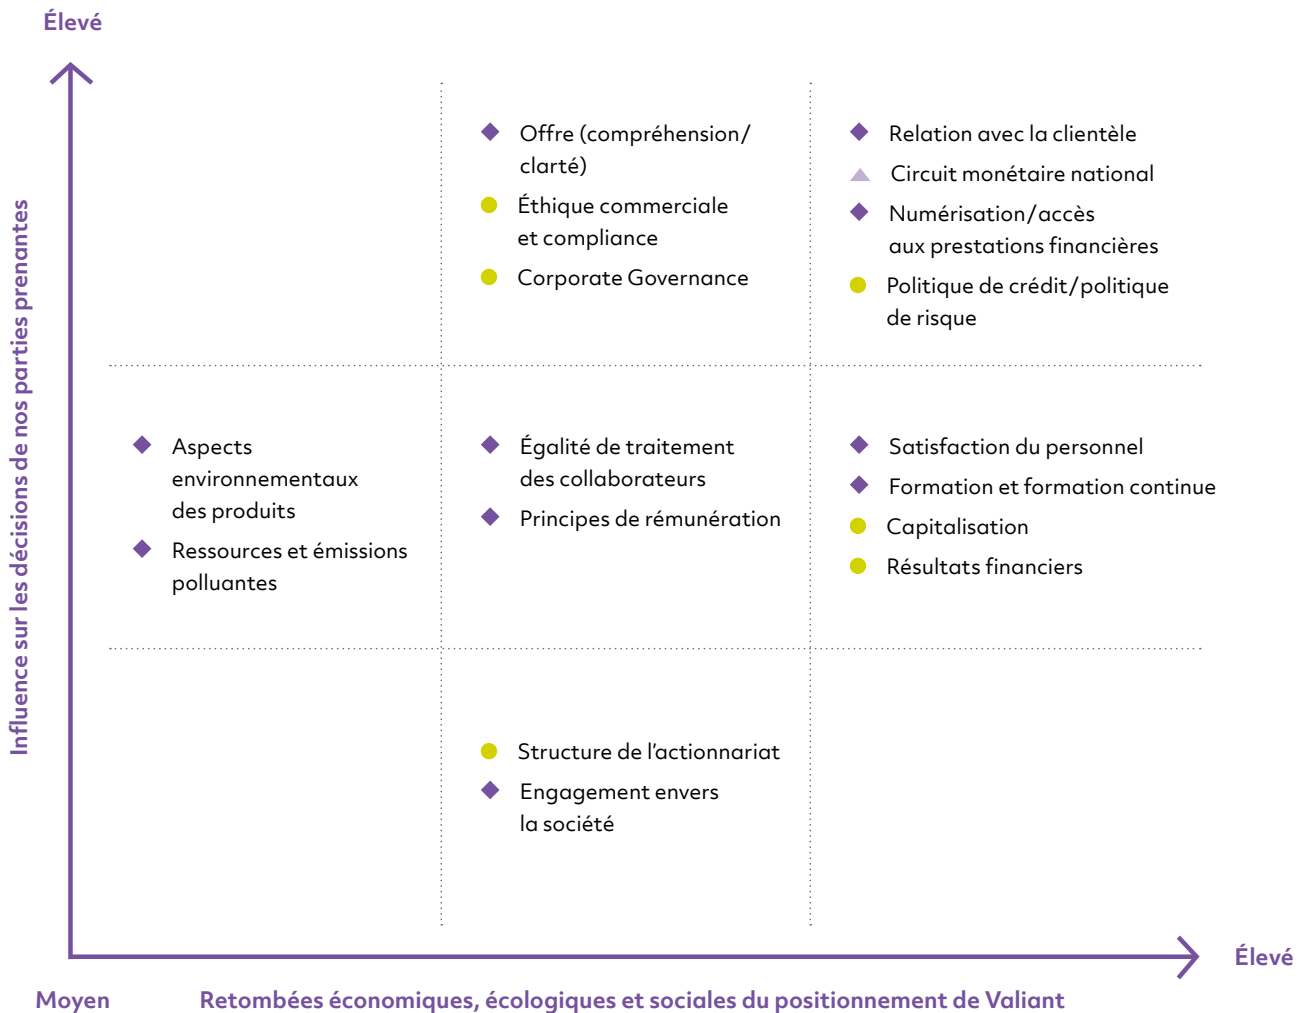 Élevé
Influence sur les décisions de nos parties prenantes
Offre (compréhension/
clarté)
Éthique commerciale
et compliance
Corporate Governance
Relation avec la clientèle
Circuit monétaire national
Numérisation/accès
aux prestations financières
Politique de crédit/politique
de risque
Aspects
environnementaux
des produits
Ressources et émissions
polluantes
Égalité de traitement
des collaborateurs
Principes de rémunération
Satisfaction du personnel
Formation et formation continue
Capitalisation
Résultats financiers
Structure de l’actionnariat
Engagement envers
la société
Élevé
Moyen
Retombées économiques, écologiques et sociales du positionnement de Valiant